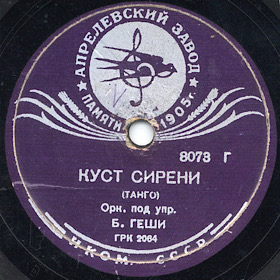 АПРЕЛЕВСКИЙ ЗАВОД
ПАМЯТИ 1905 г.
8073 Г
КУСТ СИРЕНИ
(ТАНГО)
Орк. под упр.
Б. ГЕШИ
ГРК 2064
НКОМ СССР